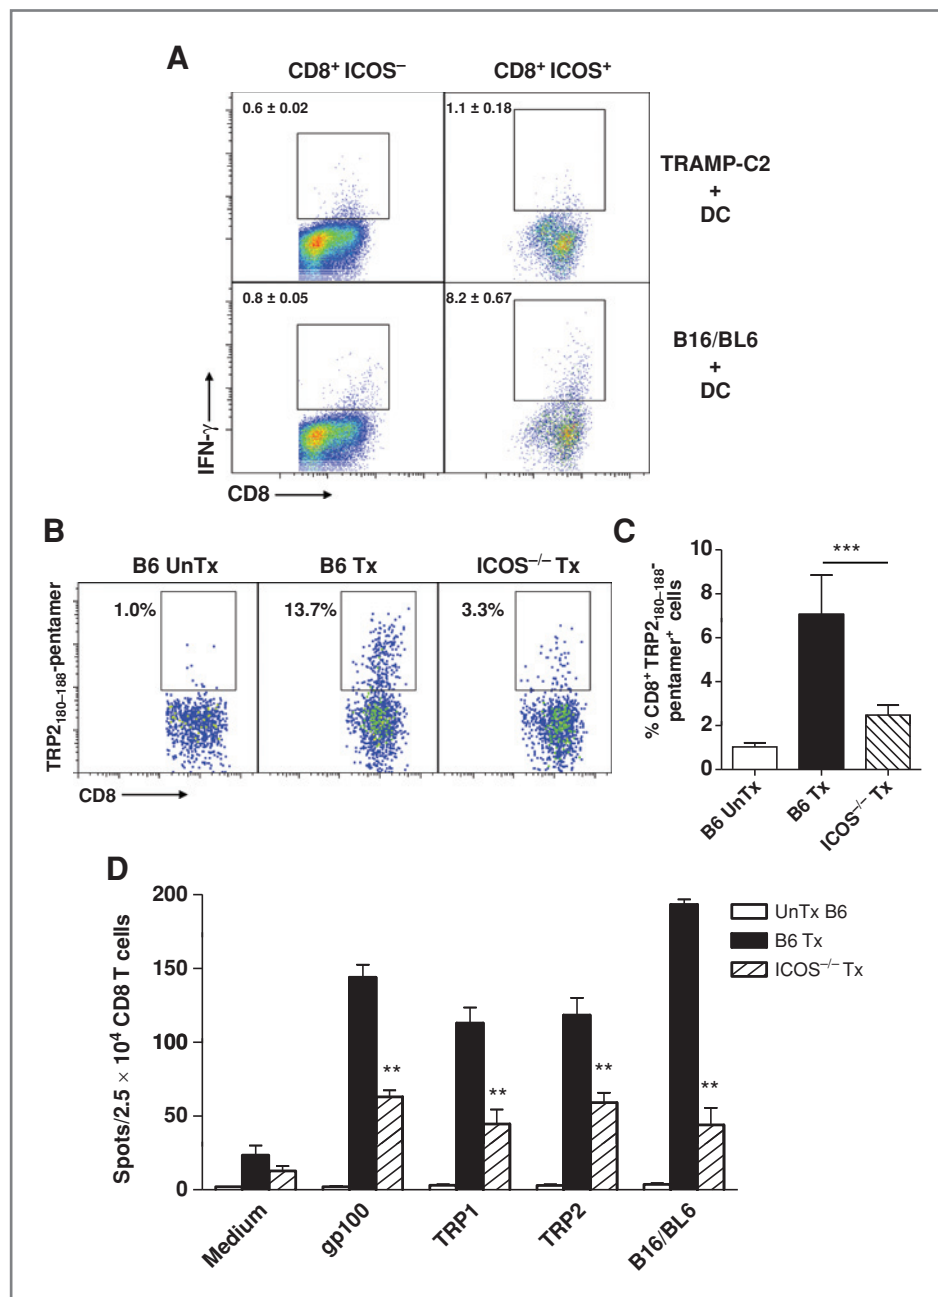 A
CD8⁺ ICOS⁻
CD8⁺ ICOS⁺
0.6 ± 0.02
1.1 ± 0.18
TRAMP-C2
+
DC
0.8 ± 0.05
8.2 ± 0.67
B16/BL6
+
DC
IFN-γ
CD8
B
B6 UnTx
B6 Tx
ICOS⁻/⁻ Tx
1.0%
13.7%
3.3%
TRP2₁₈₀₋₁₈₈-pentamer
CD8
C
% CD8⁺ TRP2₁₈₀₋₁₈₈-
pentamer⁺ cells
10
8
6
4
2
0
***
B6 UnTx
B6 Tx
ICOS⁻/⁻ Tx
D
Spots/2.5 × 10⁴ CD8 T cells
200
150
100
50
0
UnTx B6
B6 Tx
ICOS⁻/⁻ Tx
**
**
**
**
Medium
gp100
TRP1
TRP2
B16/BL6